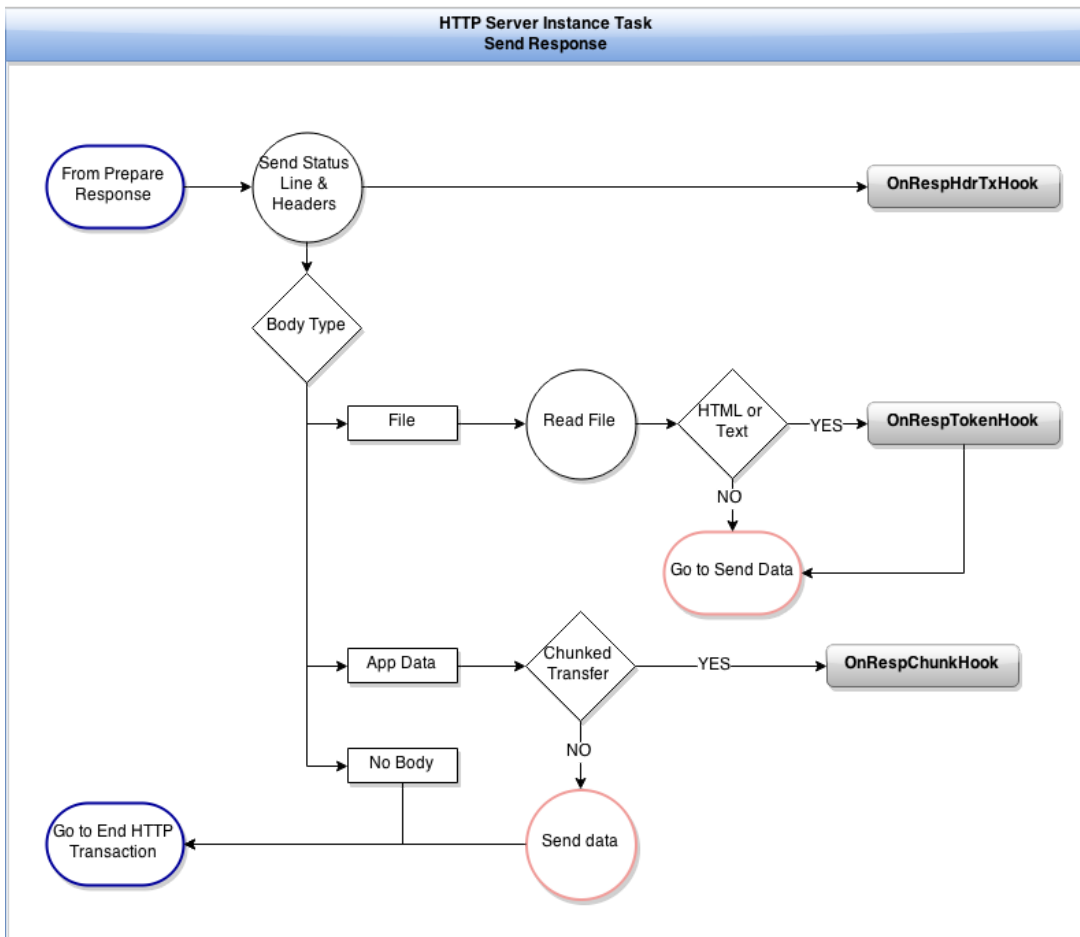 HTTP Server Instance Task
Send Response
From Prepare
Response
Send Status
Line &
Headers
OnRespHdrTxHook
Body Type
File
Read File
HTML or
Text
YES
OnRespTokenHook
NO
Go to Send Data
App Data
Chunked
Transfer
YES
OnRespChunkHook
NO
No Body
Go to End HTTP
Transaction
Send data